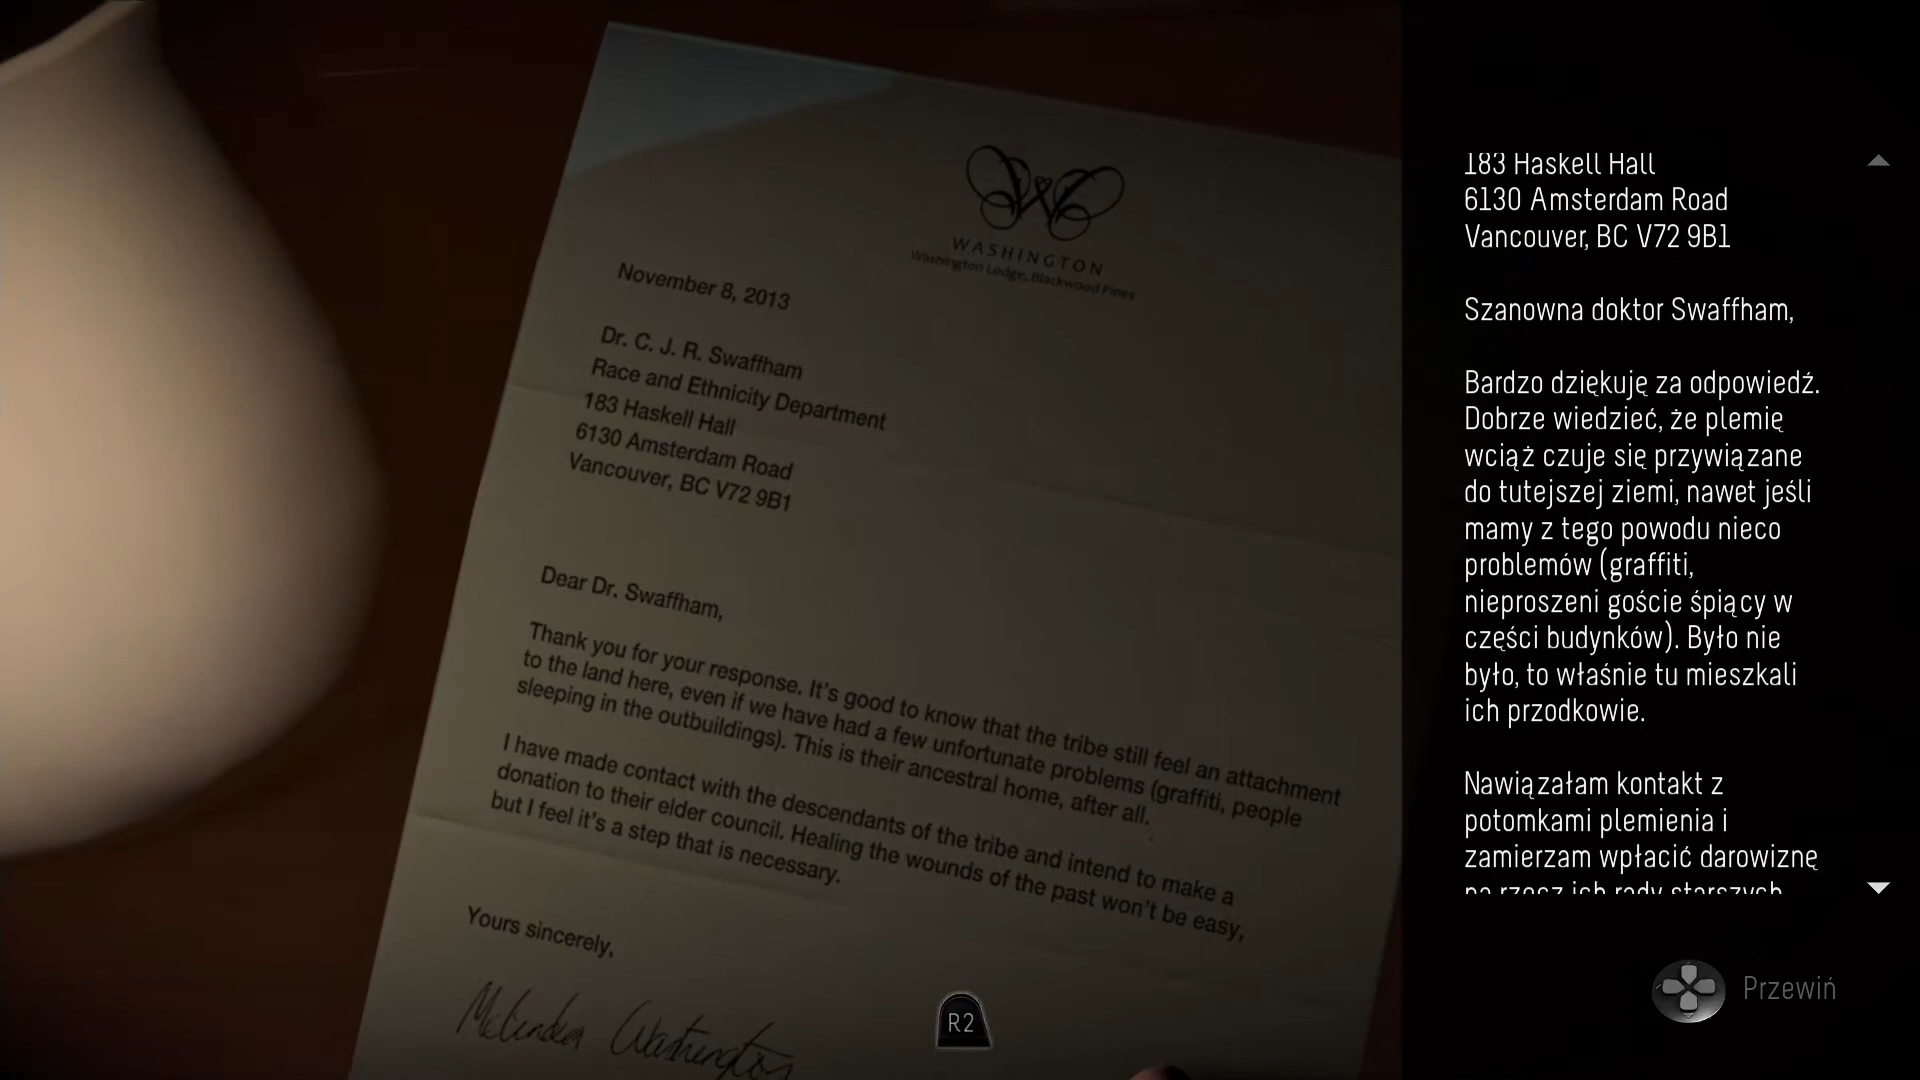 WASHINGTON
Washington Lodge, Blackwood Pines
November 8, 2013
Dr. C. J. R. Swaffham
Race and Ethnicity Department
183 Haskell Hall
6130 Amsterdam Road
Vancouver, BC V72 9B1
Dear Dr. Swaffham,
Thank you for your response. It's good to know that the tribe still feel an attachment
to the land here, even if we have had a few unfortunate problems (graffiti, people
sleeping in the outbuildings). This is their ancestral home, after all.
I have made contact with the descendants of the tribe and intend to make a
donation to their elder council. Healing the wounds of the past won't be easy,
but I feel it's a step that is necessary.
Yours sincerely,
Melinda Washington
R2
183 Haskell Hall
6130 Amsterdam Road
Vancouver, BC V72 9B1
Szanowna doktor Swaffham,
Bardzo dziękuję za odpowiedź.
Dobrze wiedzieć, że plemię
wciąż czuje się przywiązane
do tutejszej ziemi, nawet jeśli
mamy z tego powodu nieco
problemów (graffiti,
nieproszeni goście śpiący w
części budynków). Było nie
było, to właśnie tu mieszkali
ich przodkowie.
Nawiązałam kontakt z
potomkami plemienia i
zamierzam wpłacić darowiznę
na rzecz ich rady starszych
Przewiń